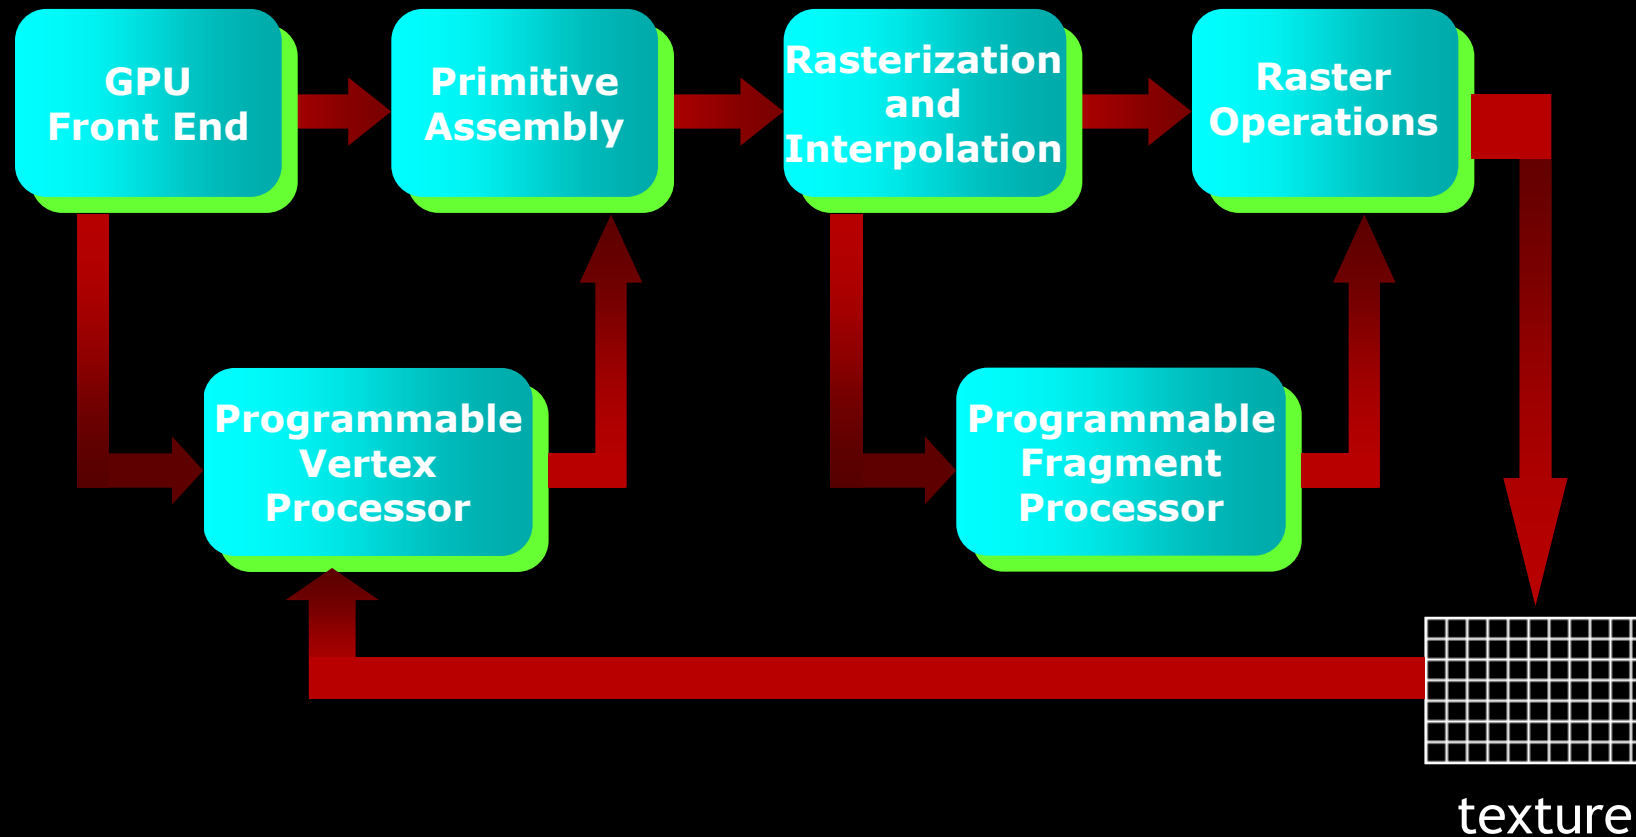 GPU
Front End
Primitive
Assembly
Rasterization
and
Interpolation
Raster
Operations
Programmable
Vertex
Processor
Programmable
Fragment
Processor
texture